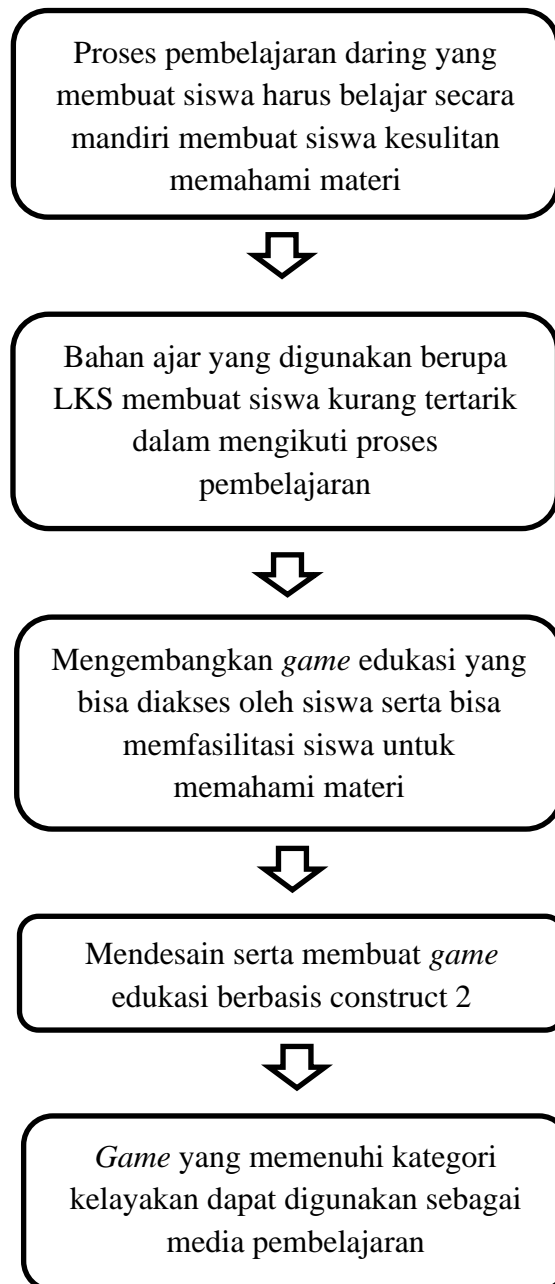 Proses pembelajaran daring yang
membuat siswa harus belajar secara
mandiri membuat siswa kesulitan
memahami materi
Bahan ajar yang digunakan berupa
LKS membuat siswa kurang tertarik
dalam mengikuti proses
pembelajaran
Mengembangkan game edukasi yang
bisa diakses oleh siswa serta bisa
memfasilitasi siswa untuk
memahami materi
Mendesain serta membuat game
edukasi berbasis construct 2
Game yang memenuhi kategori
kelayakan dapat digunakan sebagai
media pembelajaran